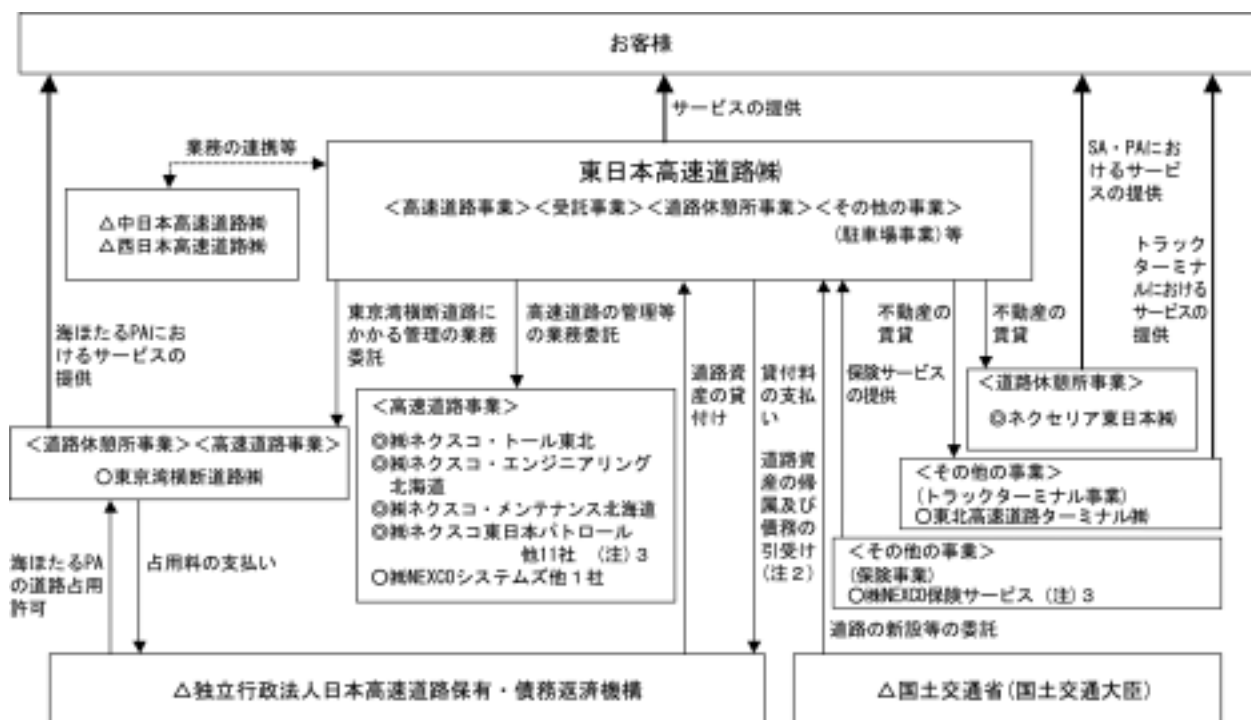 お客様
サービスの提供
業務の連携等
東日本高速道路㈱
＜高速道路事業＞＜受託事業＞＜道路休憩所事業＞＜その他の事業＞
(駐車場事業)等
△中日本高速道路㈱
△西日本高速道路㈱
SA・PAにお
けるサービ
スの提供
トラック
ターミナ
ルにおける
サービスの
提供
海ほたるPAにお
けるサービスの
提供
東京湾横断道路に
かかる管理の業務
委託
高速道路の管理等
の業務委託
道路資
産の貸
付け
貸付料
の支払
い
道路資
産の帰
属及び
債務の
引受け
(注２)
不動産の
賃貸
不動産の
賃貸
保険サービス
の提供
＜道路休憩所事業＞
◎ネクセリア東日本㈱
＜高速道路事業＞
◎㈱ネクスコ・トール東北
◎㈱ネクスコ・エンジニアリング
北海道
◎㈱ネクスコ・メンテナンス北海道
◎㈱ネクスコ東日本パトロール
他11社 (注)３
○㈱NEXCOシステムズ他１社
＜道路休憩所事業＞＜高速道路事業＞
○東京湾横断道路㈱
＜その他の事業＞
(トラックターミナル事業)
○東北高速道路ターミナル㈱
＜その他の事業＞
(保険事業)
○㈱NEXCO保険サービス (注)３
海ほたるPA
の道路占用
許可
占用料の支払い
道路の新設等の委託
△独立行政法人日本高速道路保有・債務返済機構
△国土交通省(国土交通大臣)